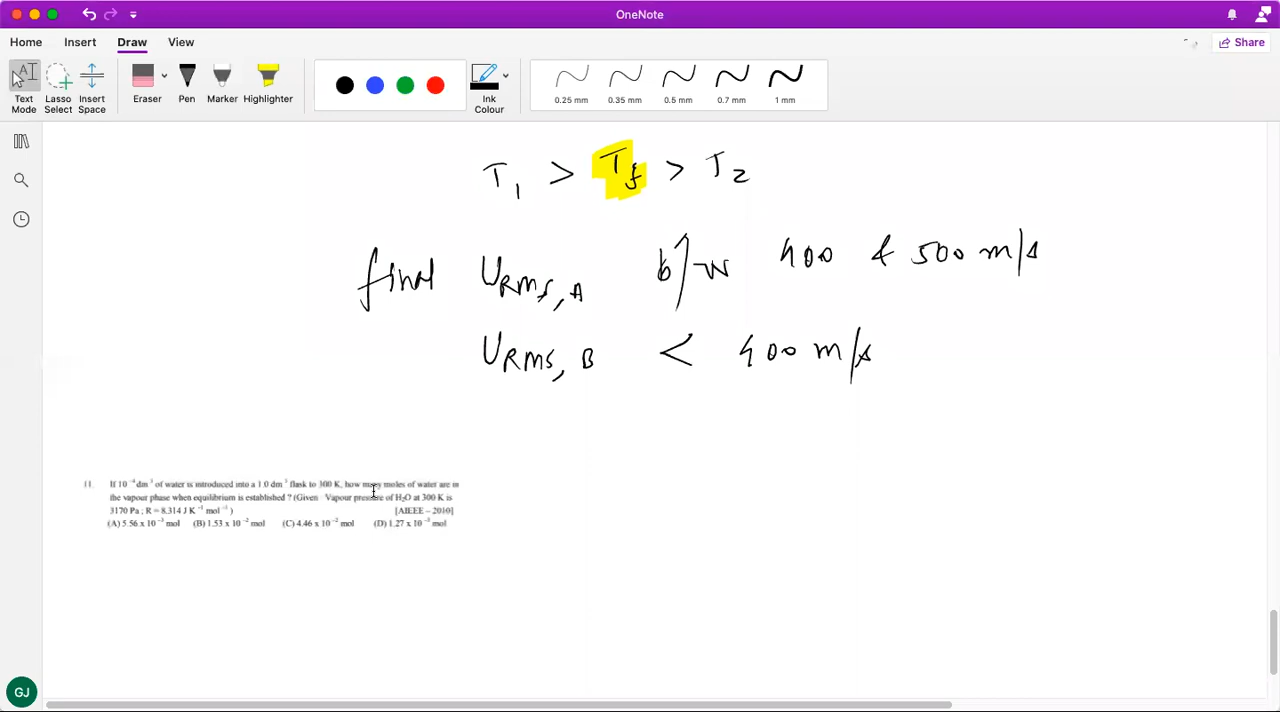 OneNote
Home Insert Draw View
Share
Text Mode
Lasso Select
Insert Space
Eraser
Pen
Marker
Highlighter
Ink Colour
0.25 mm
0.35 mm
0.5 mm
0.7 mm
1 mm
T1 > Tf > T2
final URMS, A b/w 400 & 500 m/s
URMS, B < 400 m/s
11. If 10⁻⁴dm³ of water is introduced into a 1.0 dm³ flask to 300 K, how many moles of water are in
the vapour phase when equilibrium is established ? (Given Vapour pressure of H₂O at 300 K is
3170 Pa ; R = 8.314 J K⁻¹ mol⁻¹ ) [AIEEE – 2010]
(A) 5.56 x 10⁻³ mol (B) 1.53 x 10⁻² mol (C) 4.46 x 10⁻² mol (D) 1.27 x 10⁻³ mol
GJ